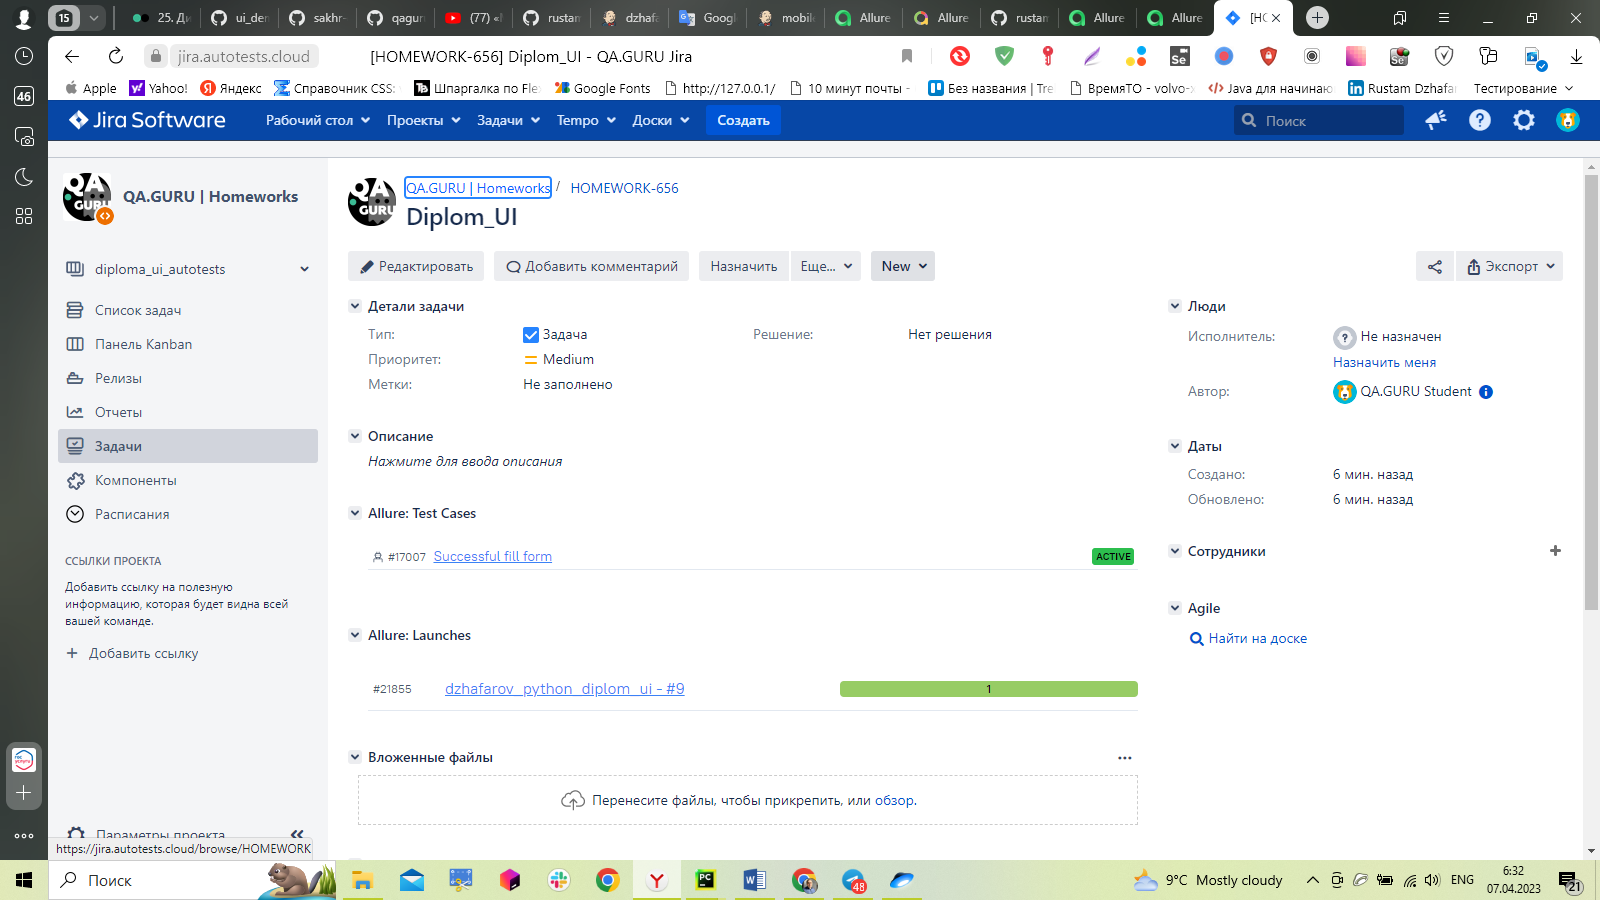 15
25. Ди
ui_der
sakhr-
qagur
(77) «I
rustam
dzhafa
Googl
mobile
Allure
Allure
rustam
Allure
Allure
[HO
jira.autotests.cloud
[HOMEWORK-656] Diplom_UI - QA.GURU Jira
46
Apple
Yahoo!
Яндекс
Справочник CSS:
Шпаргалка по Flex
Google Fonts
http://127.0.0.1/
10 минут почты -
Без названия | Tre
ВремяТО - volvo-x
Java для начинаю
Rustam Dzhafar
Тестирование
Jira Software
Рабочий стол
Проекты
Задачи
Tempo
Доски
Создать
Поиск
QA.GURU | Homeworks
diploma_ui_autotests
Список задач
Панель Kanban
Релизы
Отчеты
Задачи
Компоненты
Расписания
ССЫЛКИ ПРОЕКТА
Добавить ссылку на полезную
информацию, которая будет видна всей
вашей команде.
+ Добавить ссылку
Параметры проекта
https://jira.autotests.cloud/browse/HOMEWORK
QA.GURU | Homeworks / HOMEWORK-656
Diplom_UI
Редактировать
Добавить комментарий
Назначить
Еще...
New
Экспорт
Детали задачи
Тип: Задача
Решение: Нет решения
Приоритет: Medium
Метки: Не заполнено
Описание
Нажмите для ввода описания
Allure: Test Cases
#17007 Successful fill form ACTIVE
Allure: Launches
#21855 dzhafarov_python_diplom_ui - #9 1
Вложенные файлы
Перенесите файлы, чтобы прикрепить, или обзор.
Люди
Исполнитель: Не назначен
Назначить меня
Автор: QA.GURU Student
Даты
Создано: 6 мин. назад
Обновлено: 6 мин. назад
Сотрудники
Agile
Найти на доске
Поиск
48
9°C Mostly cloudy
ENG
6:32
07.04.2023
21